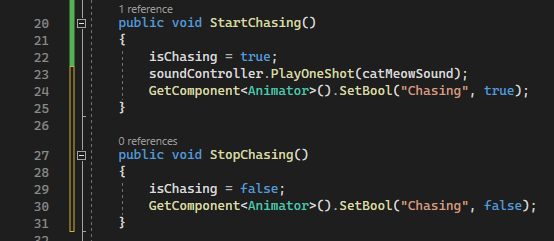 1 reference
20 public void StartChasing()
21 {
22 isChasing = true;
23 soundController.PlayOneShot(catMeowSound);
24 GetComponent<Animator>().SetBool("Chasing", true);
25 }
26
0 references
27 public void StopChasing()
28 {
29 isChasing = false;
30 GetComponent<Animator>().SetBool("Chasing", false);
31 }
32